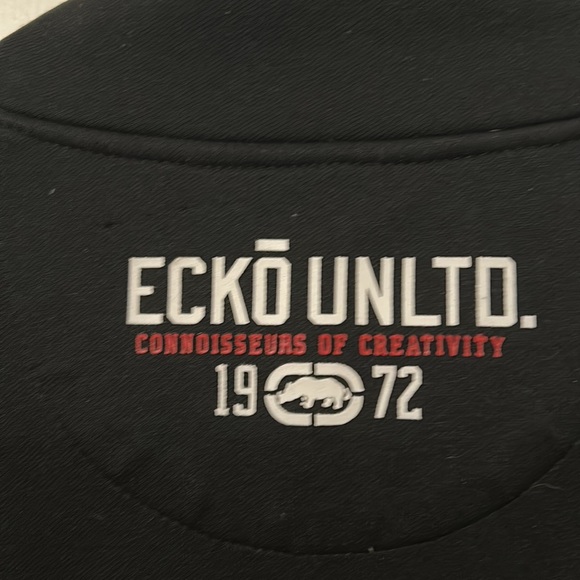 ECKŌ UNLTD.
CONNOISSEURS OF CREATIVITY
19 72